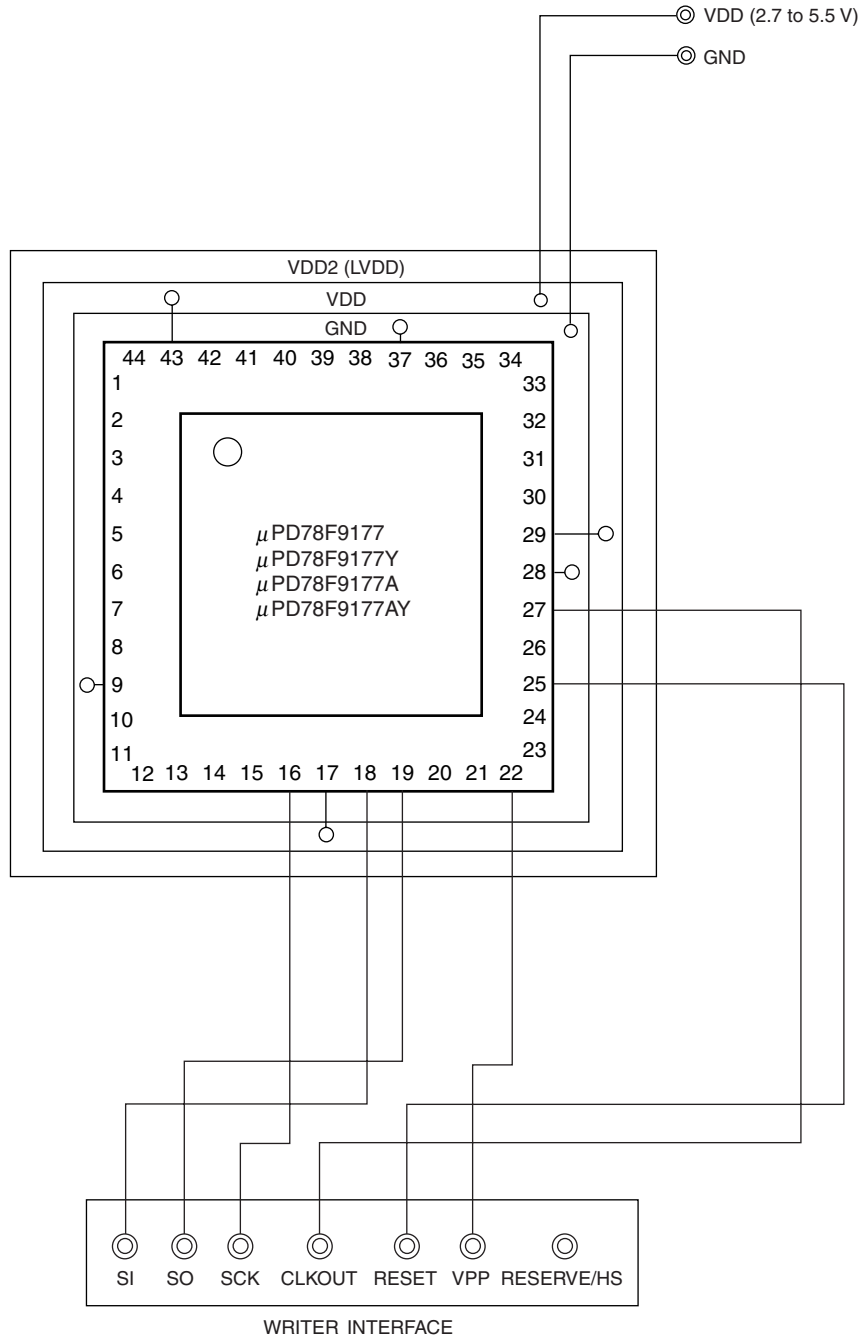 VDD (2.7 to 5.5 V)
GND
VDD2 (LVDD)
VDD
GND
44 43 42 41 40 39 38 37 36 35 34
1
2
3
4
5
6
7
8
9
10
11
33
32
31
30
29
28
27
26
25
24
23
μPD78F9177
μPD78F9177Y
μPD78F9177A
μPD78F9177AY
12 13 14 15 16 17 18 19 20 21 22
SI SO SCK CLKOUT RESET VPP RESERVE/HS
WRITER INTERFACE